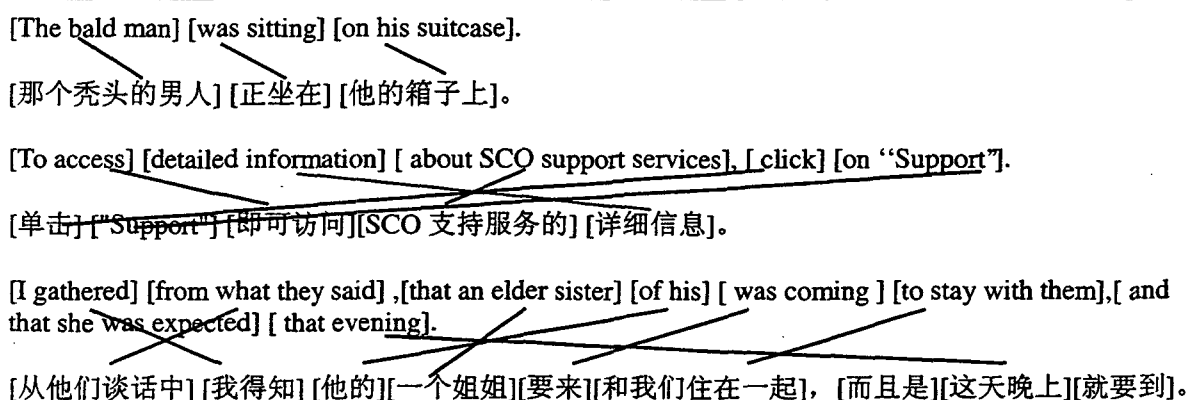 [The bald man] [was sitting] [on his suitcase].
[那个秃头的男人] [正坐在] [他的箱子上]。
[To access] [detailed information] [ about SCO support services], [ click] [on ‘‘Support”].
[单击] ["Support"] [即可访问][SCO 支持服务的] [详细信息]。
[I gathered] [from what they said] ,[that an elder sister] [of his] [ was coming ] [to stay with them],[ and
that she was expected] [ that evening].
[从他们谈话中] [我得知] [他的][一个姐姐][要来][和我们住在一起]，[而且是][这天晚上][就要到]。